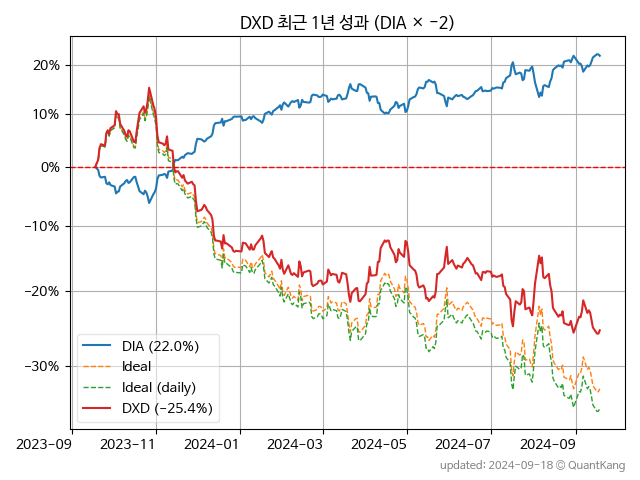 DXD 최근 1년 성과 (DIA × −2)
20%
10%
0%
−10%
−20%
−30%
DIA (22.0%)
Ideal
Ideal (daily)
DXD (−25.4%)
2023-09
2023-11
2024-01
2024-03
2024-05
2024-07
2024-09
updated: 2024-09-18 © QuantKang